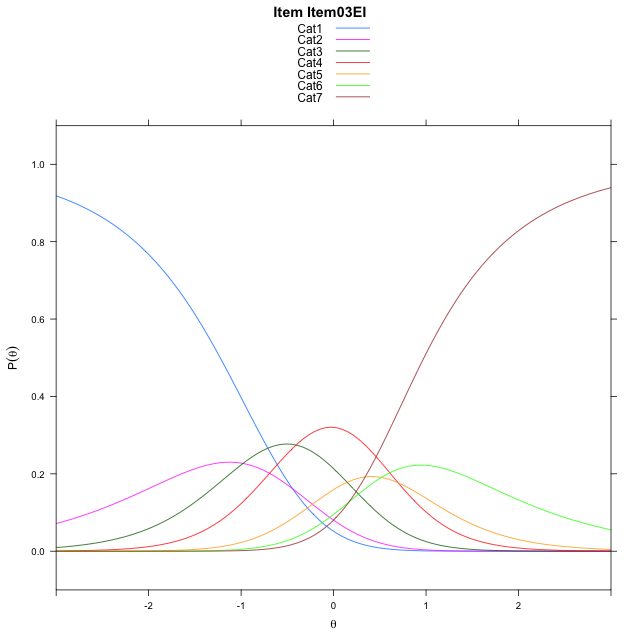 Item Item03EI
Cat1
Cat2
Cat3
Cat4
Cat5
Cat6
Cat7
1.0
0.8
0.6
0.4
0.2
0.0
P(θ)
-2 -1 0 1 2
θ